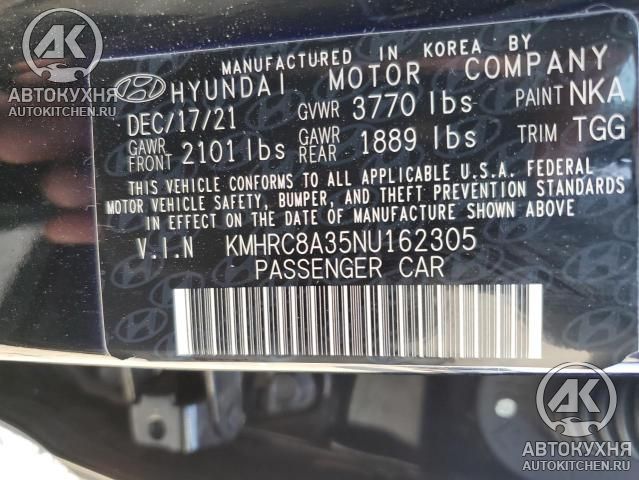 AK
АВТОКУХНЯ
AUTOKITCHEN.RU
MANUFACTURED IN KOREA BY
HYUNDAI MOTOR COMPANY
DEC/17/21 GVWR 3770 lbs PAINT NKA
GAWR FRONT 2101 lbs GAWR REAR 1889 lbs TRIM TGG
THIS VEHICLE CONFORMS TO ALL APPLICABLE U.S.A. FEDERAL
MOTOR VEHICLE SAFETY, BUMPER, AND THEFT PREVENTION STANDARDS
IN EFFECT ON THE DATE OF MANUFACTURE SHOWN ABOVE
V.I.N KMHRC8A35NU162305
PASSENGER CAR
AK
АВТОКУХНЯ
AUTOKITCHEN.RU